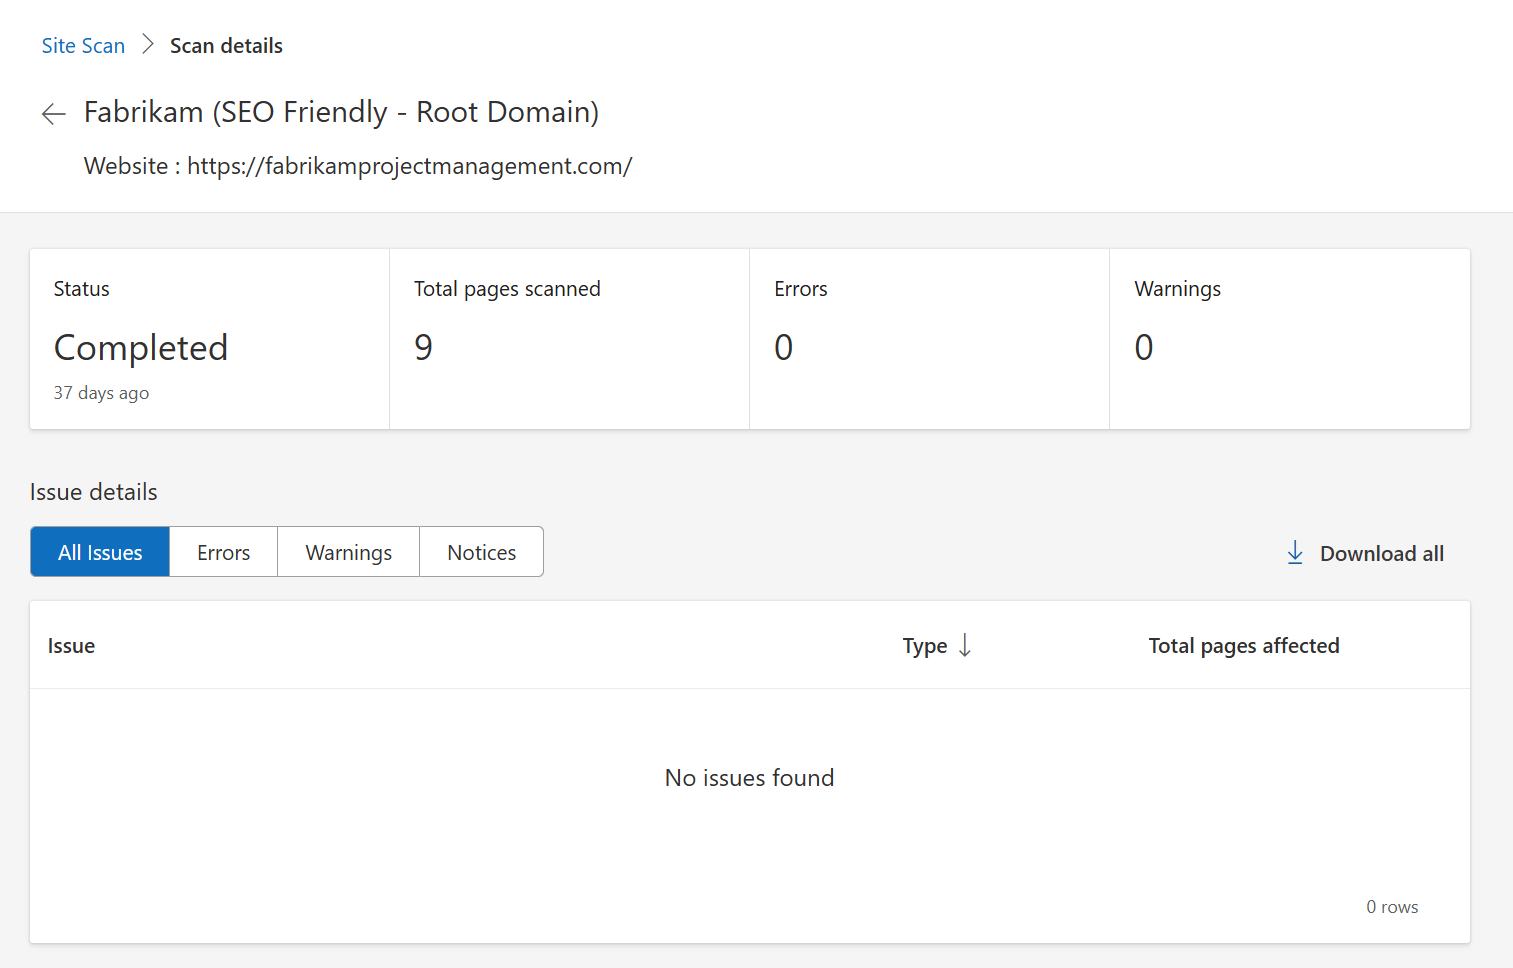 Site Scan > Scan details
Fabrikam (SEO Friendly - Root Domain)
Website : https://fabrikamprojectmanagement.com/
Status
Completed
37 days ago
Total pages scanned
9
Errors
0
Warnings
0
Issue details
All Issues Errors Warnings Notices
Download all
Issue Type Total pages affected
No issues found
0 rows